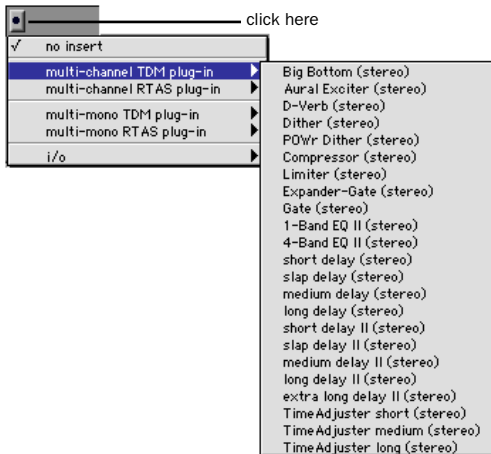 click here
✓ no insert
multi-channel TDM plug-in
multi-channel RTAS plug-in
multi-mono TDM plug-in
multi-mono RTAS plug-in
i/o
Big Bottom (stereo)
Aural Exciter (stereo)
D-Verb (stereo)
Dither (stereo)
POWr Dither (stereo)
Compressor (stereo)
Limiter (stereo)
Expander-Gate (stereo)
Gate (stereo)
1-Band EQ II (stereo)
4-Band EQ II (stereo)
short delay (stereo)
slap delay (stereo)
medium delay (stereo)
long delay (stereo)
short delay II (stereo)
slap delay II (stereo)
medium delay II (stereo)
long delay II (stereo)
extra long delay II (stereo)
TimeAdjuster short (stereo)
TimeAdjuster medium (stereo)
TimeAdjuster long (stereo)